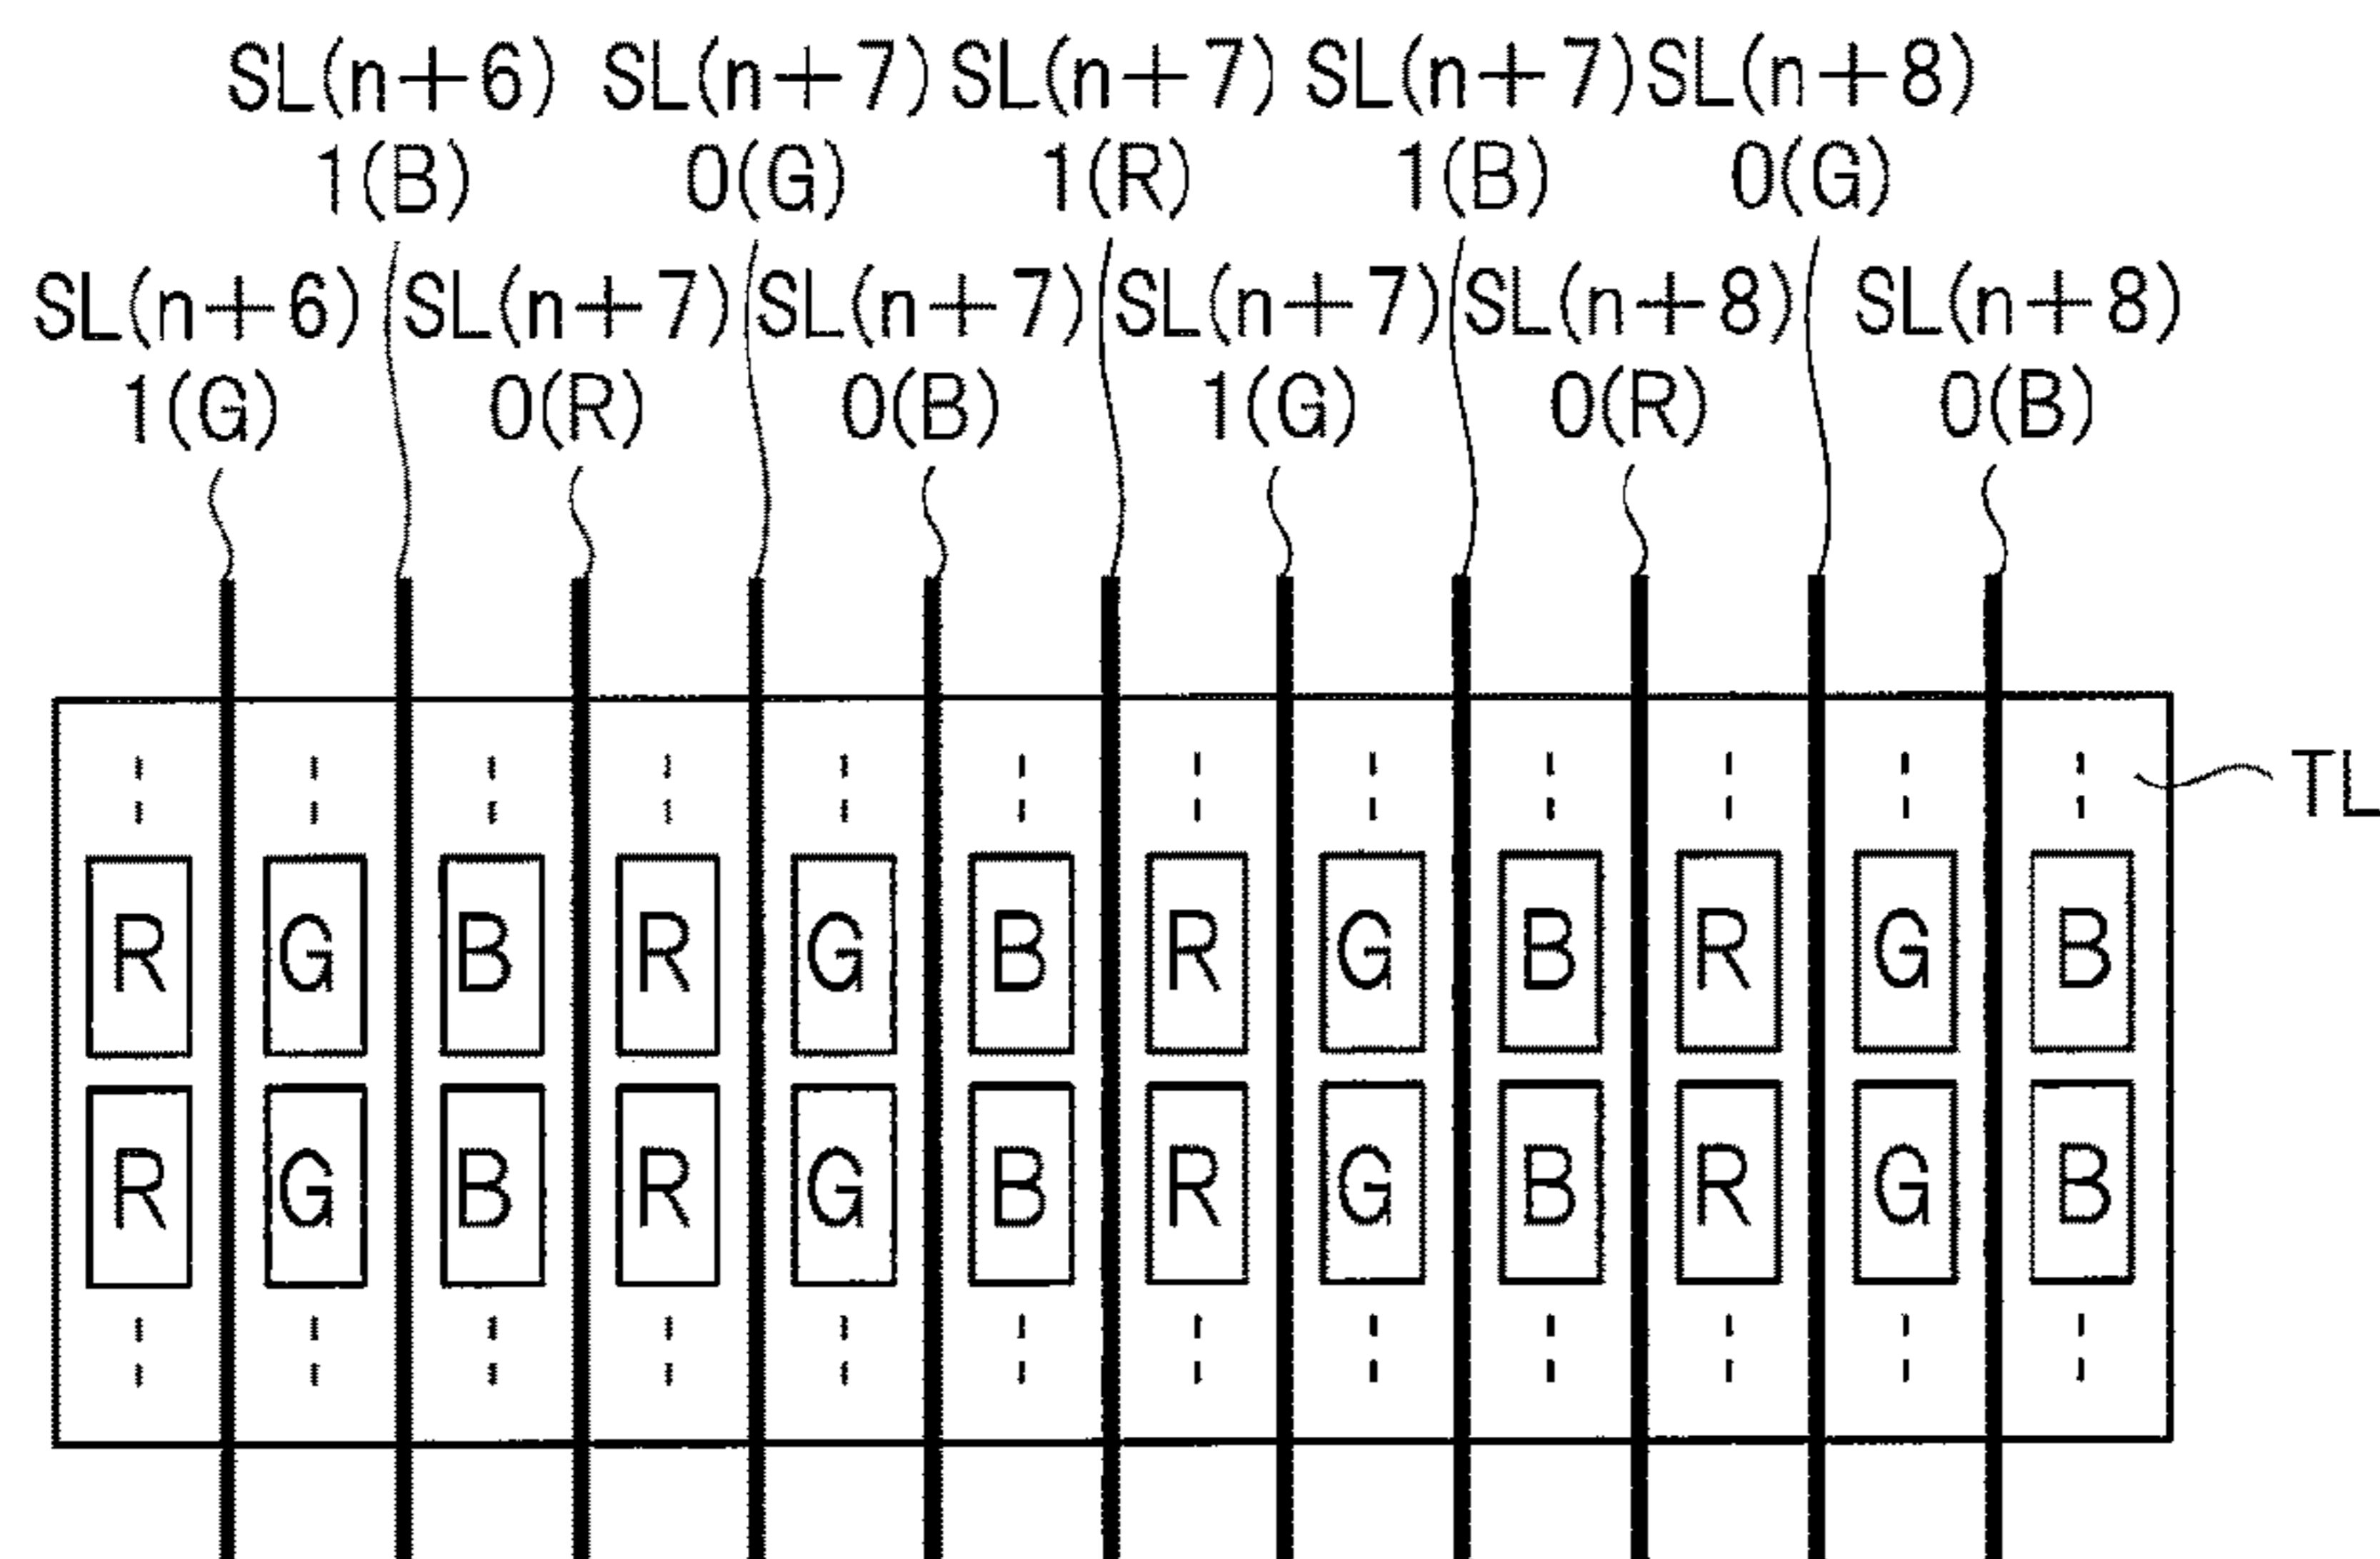 SL(n+6) SL(n+7) SL(n+7) SL(n+7) SL(n+8)
1(B) 0(G) 1(R) 1(B) 0(G)
SL(n+6) SL(n+7) SL(n+7) SL(n+7) SL(n+8) SL(n+8)
1(G) 0(R) 0(B) 1(G) 0(R) 0(B)
TL
R G B R G B R G B R G B
R G B R G B R G B R G B